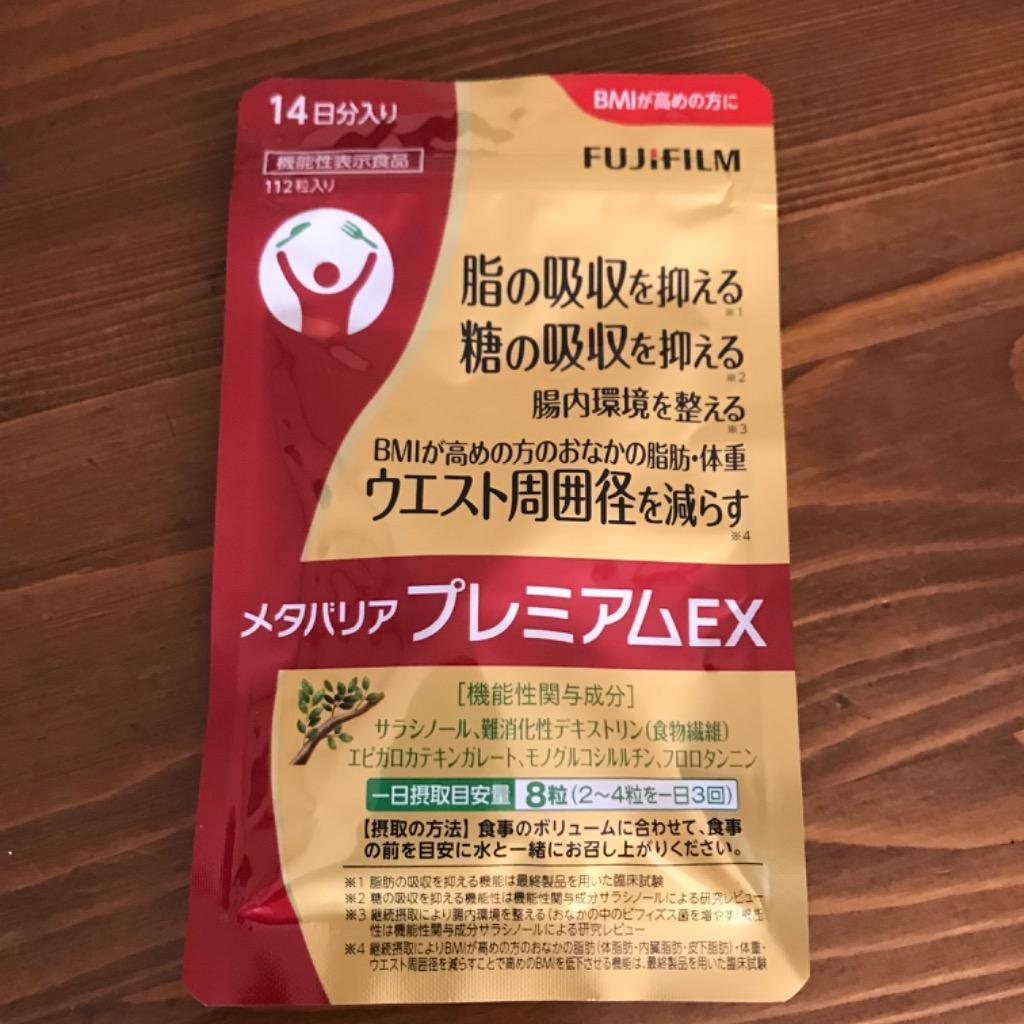 14日分入り
BMIが高めの方に
機能性表示食品
112粒入り
FUJIFILM
脂の吸収を抑える
※1
糖の吸収を抑える
※2
腸内環境を整える
※3
BMIが高めの方のおなかの脂肪・体重
ウエスト周囲径を減らす
※4
メタバリア プレミアムEX
[機能性関与成分]
サラシノール、難消化性デキストリン(食物繊維)
エピガロカテキンガレート、モノグルコシルルチン、フロロタンニン
一日摂取目安量 8粒(2〜4粒を一日3回)
【摂取の方法】食事のボリュームに合わせて、食事
の前を目安に水と一緒にお召し上がりください。
※1 脂肪の吸収を抑える機能は最終製品を用いた臨床試験
※2 糖の吸収を抑える機能性は機能性関与成分サラシノールによる研究レビュー
※3 継続摂取により腸内環境を整える(おなかの中のビフィズス菌を増やす)機能
性は機能性関与成分サラシノールによる研究レビュー
※4 継続摂取によりBMIが高めの方のおなかの脂肪(体脂肪・内臓脂肪・皮下脂肪)・体重・
ウエスト周囲径を減らすことで高めのBMIを低下させる機能は、最終製品を用いた臨床試験